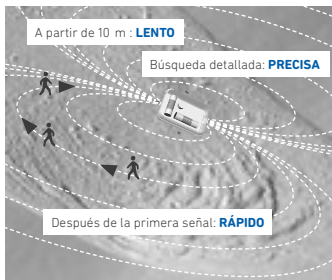 A partir de 10 m : LENTO
Búsqueda detallada: PRECISA
Después de la primera señal: RÁPIDO